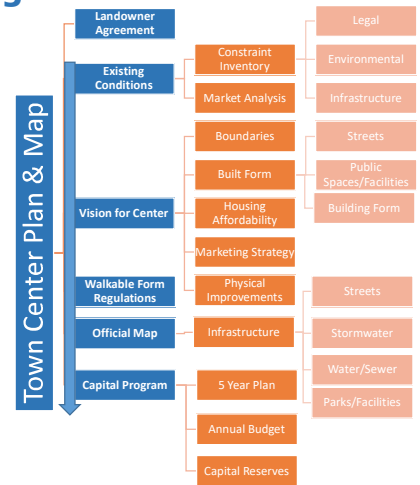 g
Town Center Plan & Map
Landowner
Agreement
Existing
Conditions
Constraint
Inventory
Legal
Environmental
Infrastructure
Market Analysis
Vision for Center
Boundaries
Built Form
Streets
Public
Spaces/Facilities
Building Form
Housing
Affordability
Marketing Strategy
Physical
Improvements
Walkable Form
Regulations
Official Map
Infrastructure
Streets
Stormwater
Water/Sewer
Parks/Facilities
Capital Program
5 Year Plan
Annual Budget
Capital Reserves